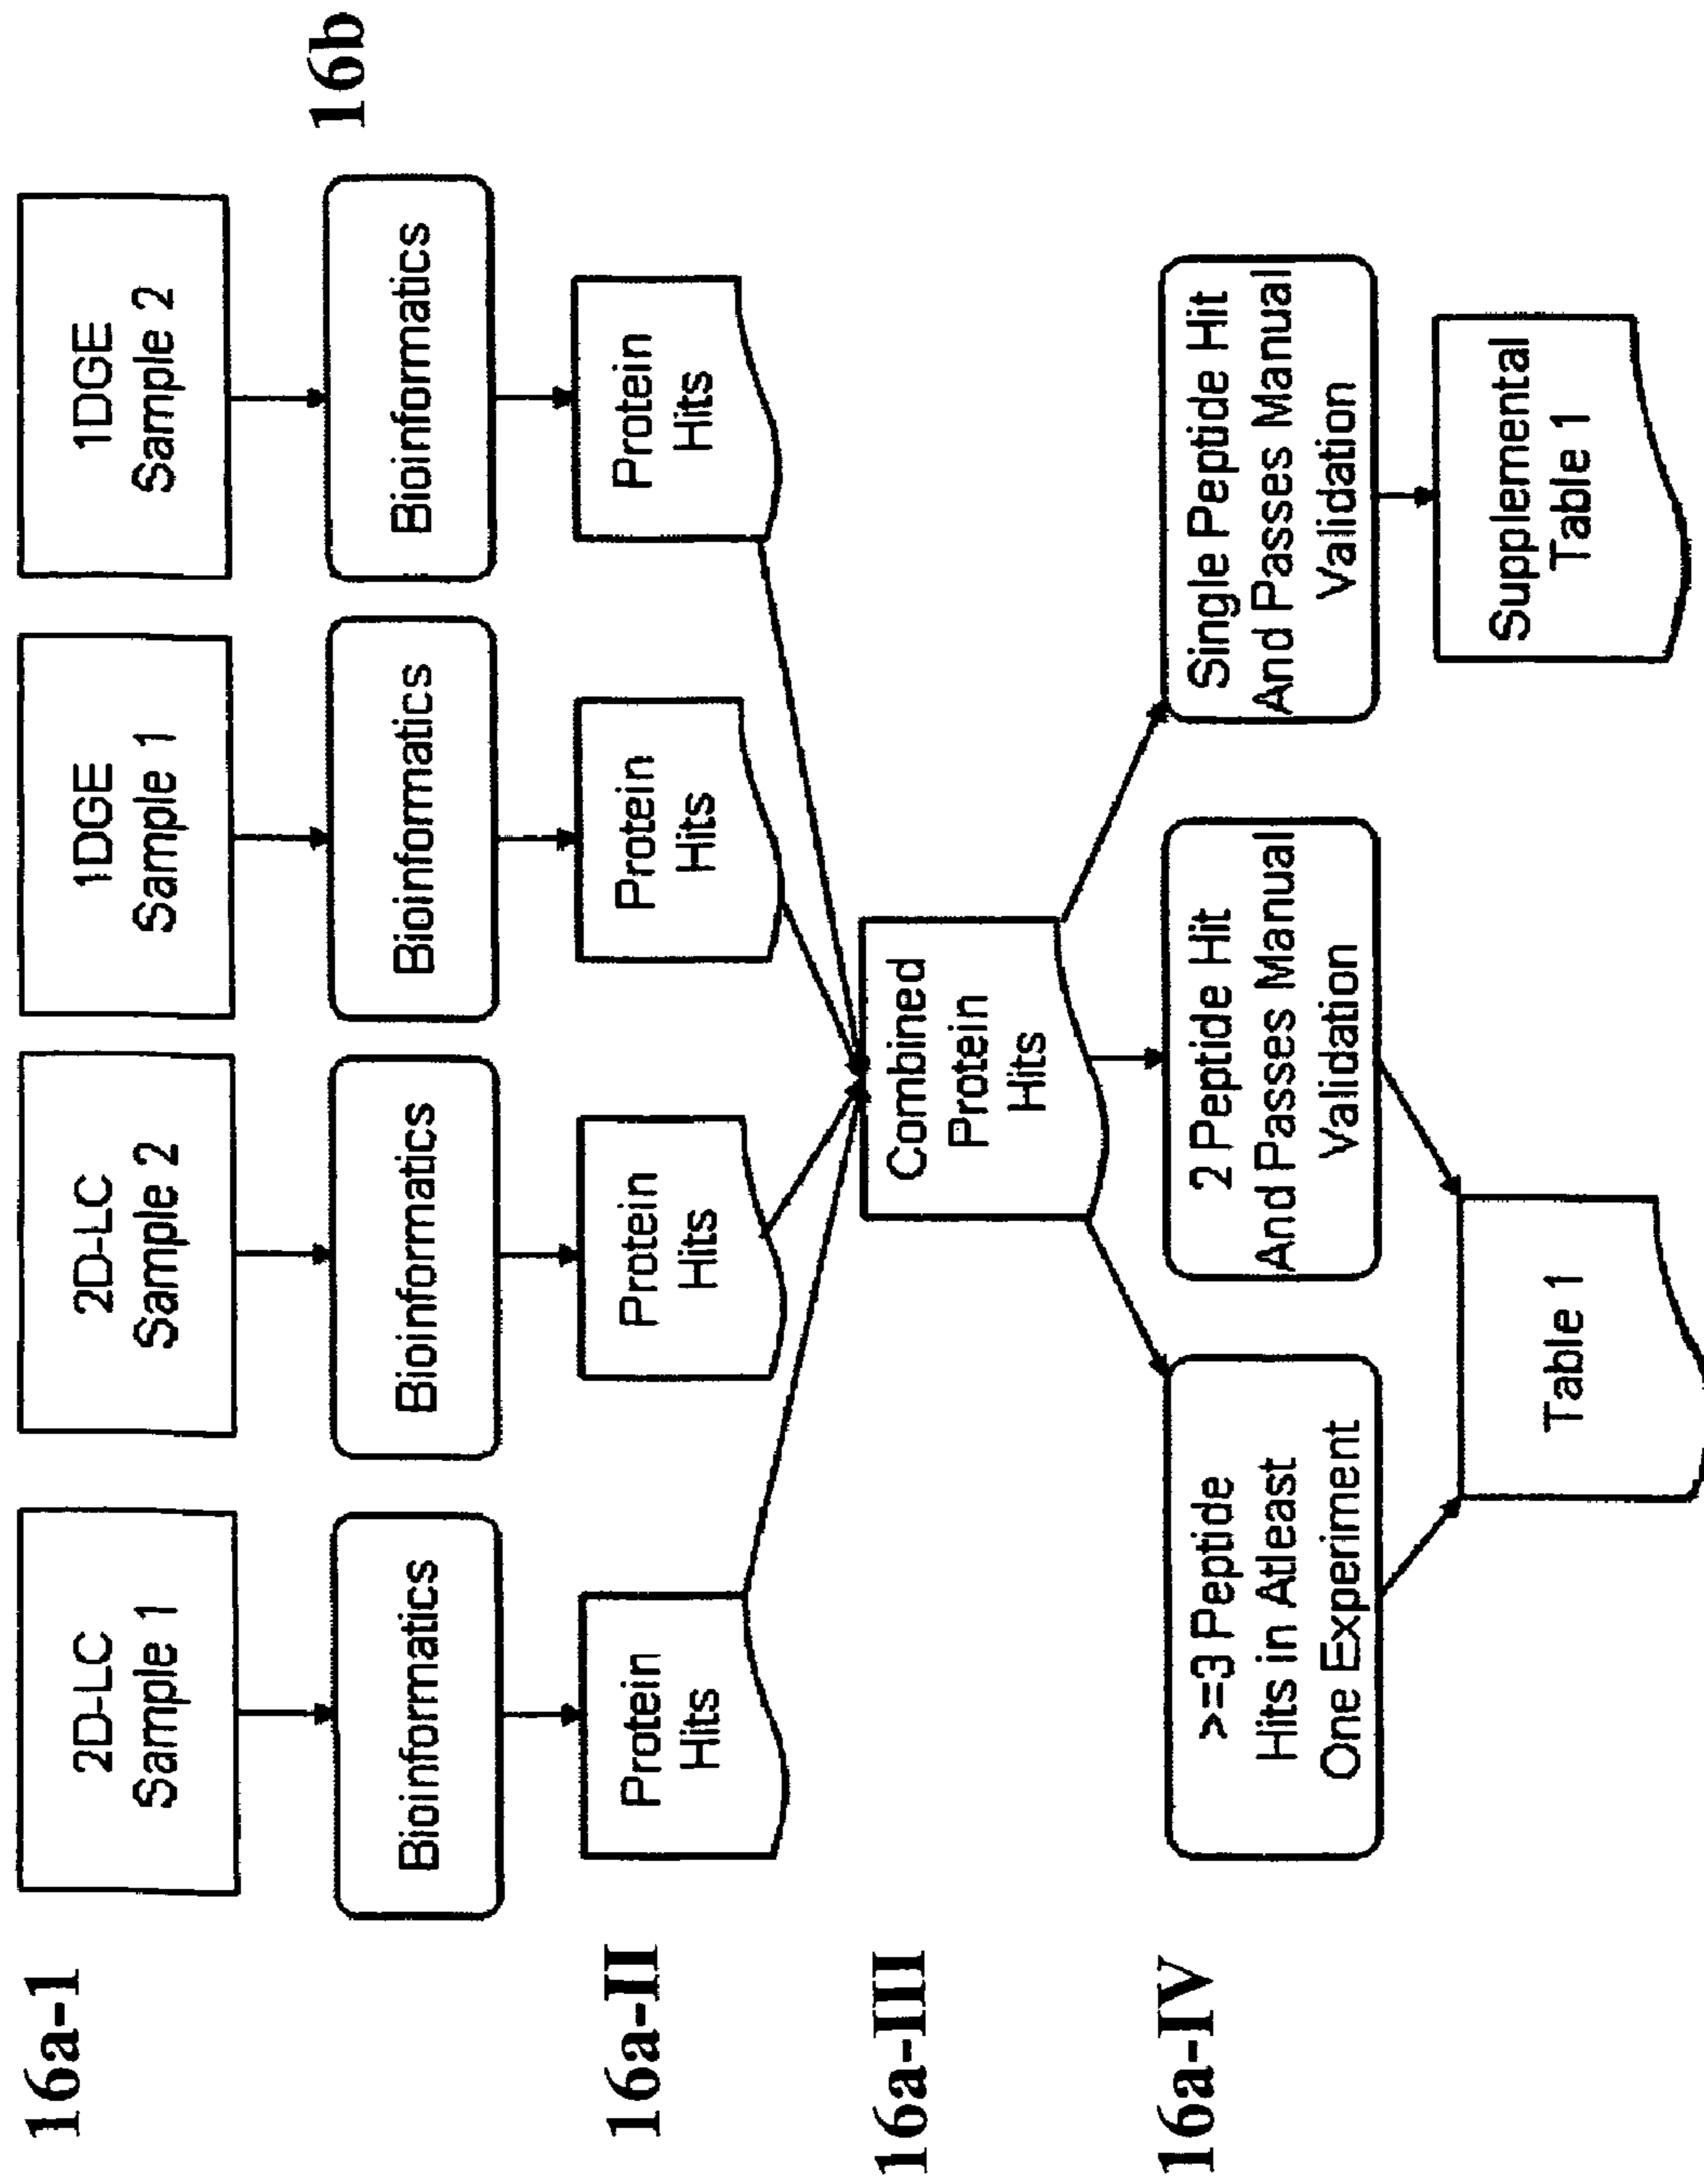 16a-1
2D-LC
Sample 1
2D-LC
Sample 2
1DGE
Sample 1
1DGE
Sample 2
16b
Bioinformatics
Bioinformatics
Bioinformatics
Bioinformatics
16a-II
Protein
Hits
Protein
Hits
Protein
Hits
Protein
Hits
16a-III
Combined
Protein
Hits
16a-IV
>=3 Peptide
Hits in Atleast
One Experiment
2 Peptide Hit
And Passes Manual
Validation
Single Peptide Hit
And Passes Manual
Validation
Table 1
Supplemental
Table 1